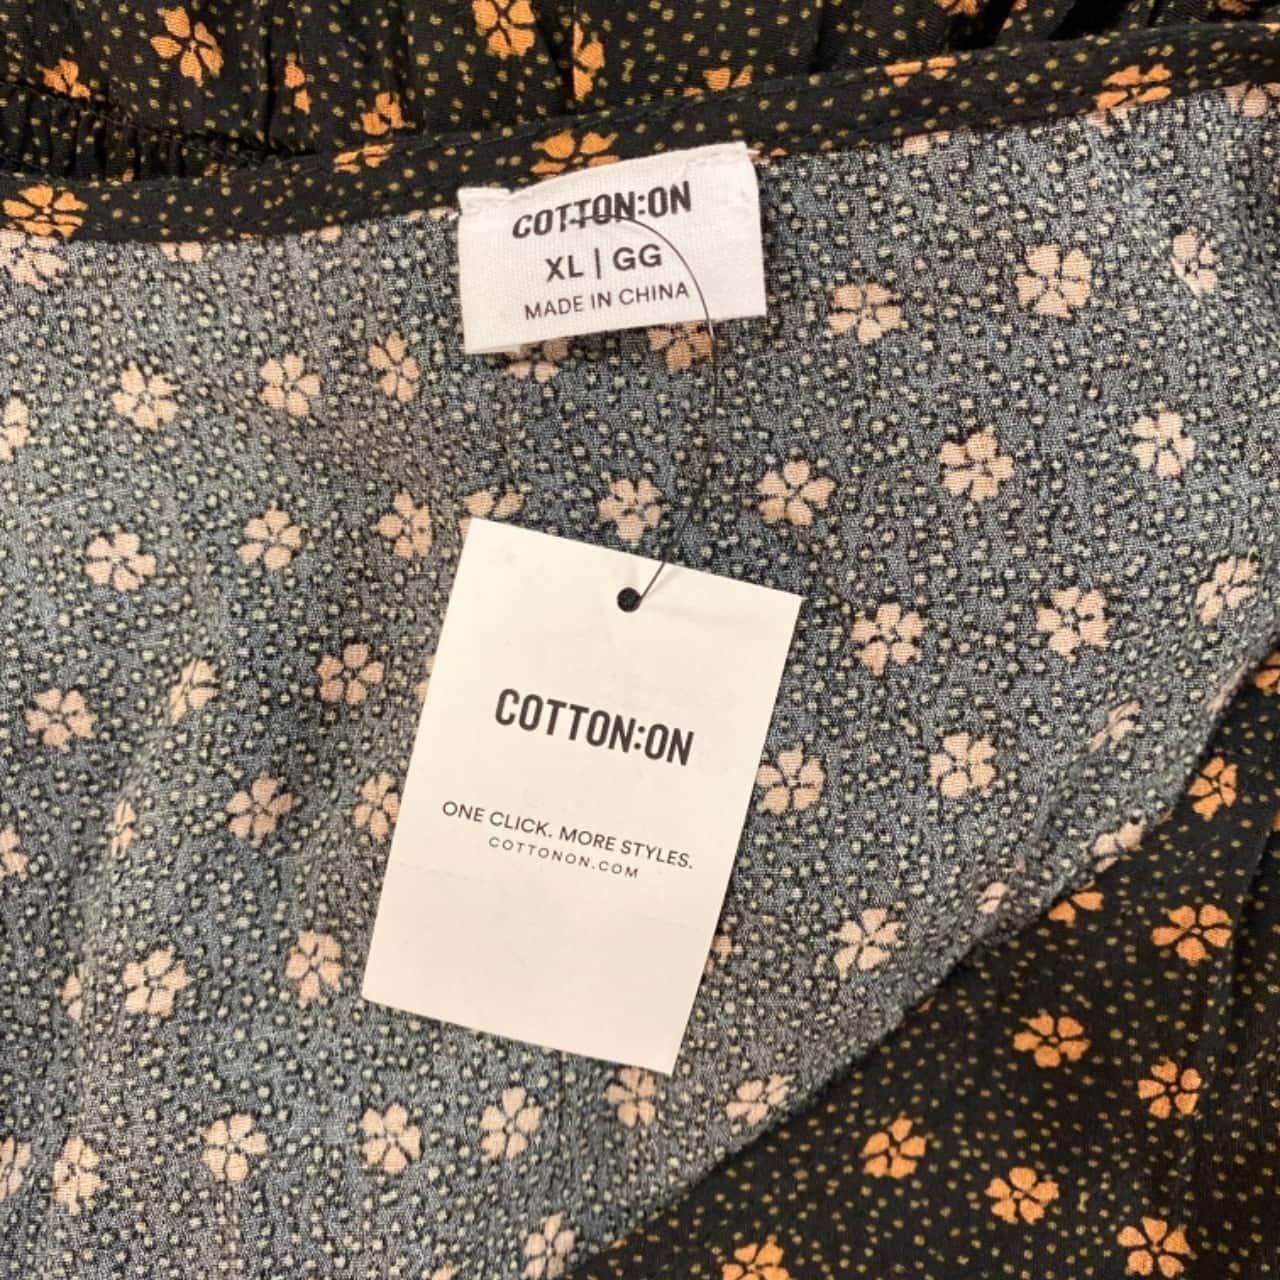 COTTON:ON
XL | GG
MADE IN CHINA
COTTON:ON
ONE CLICK. MORE STYLES.
COTTONON.COM